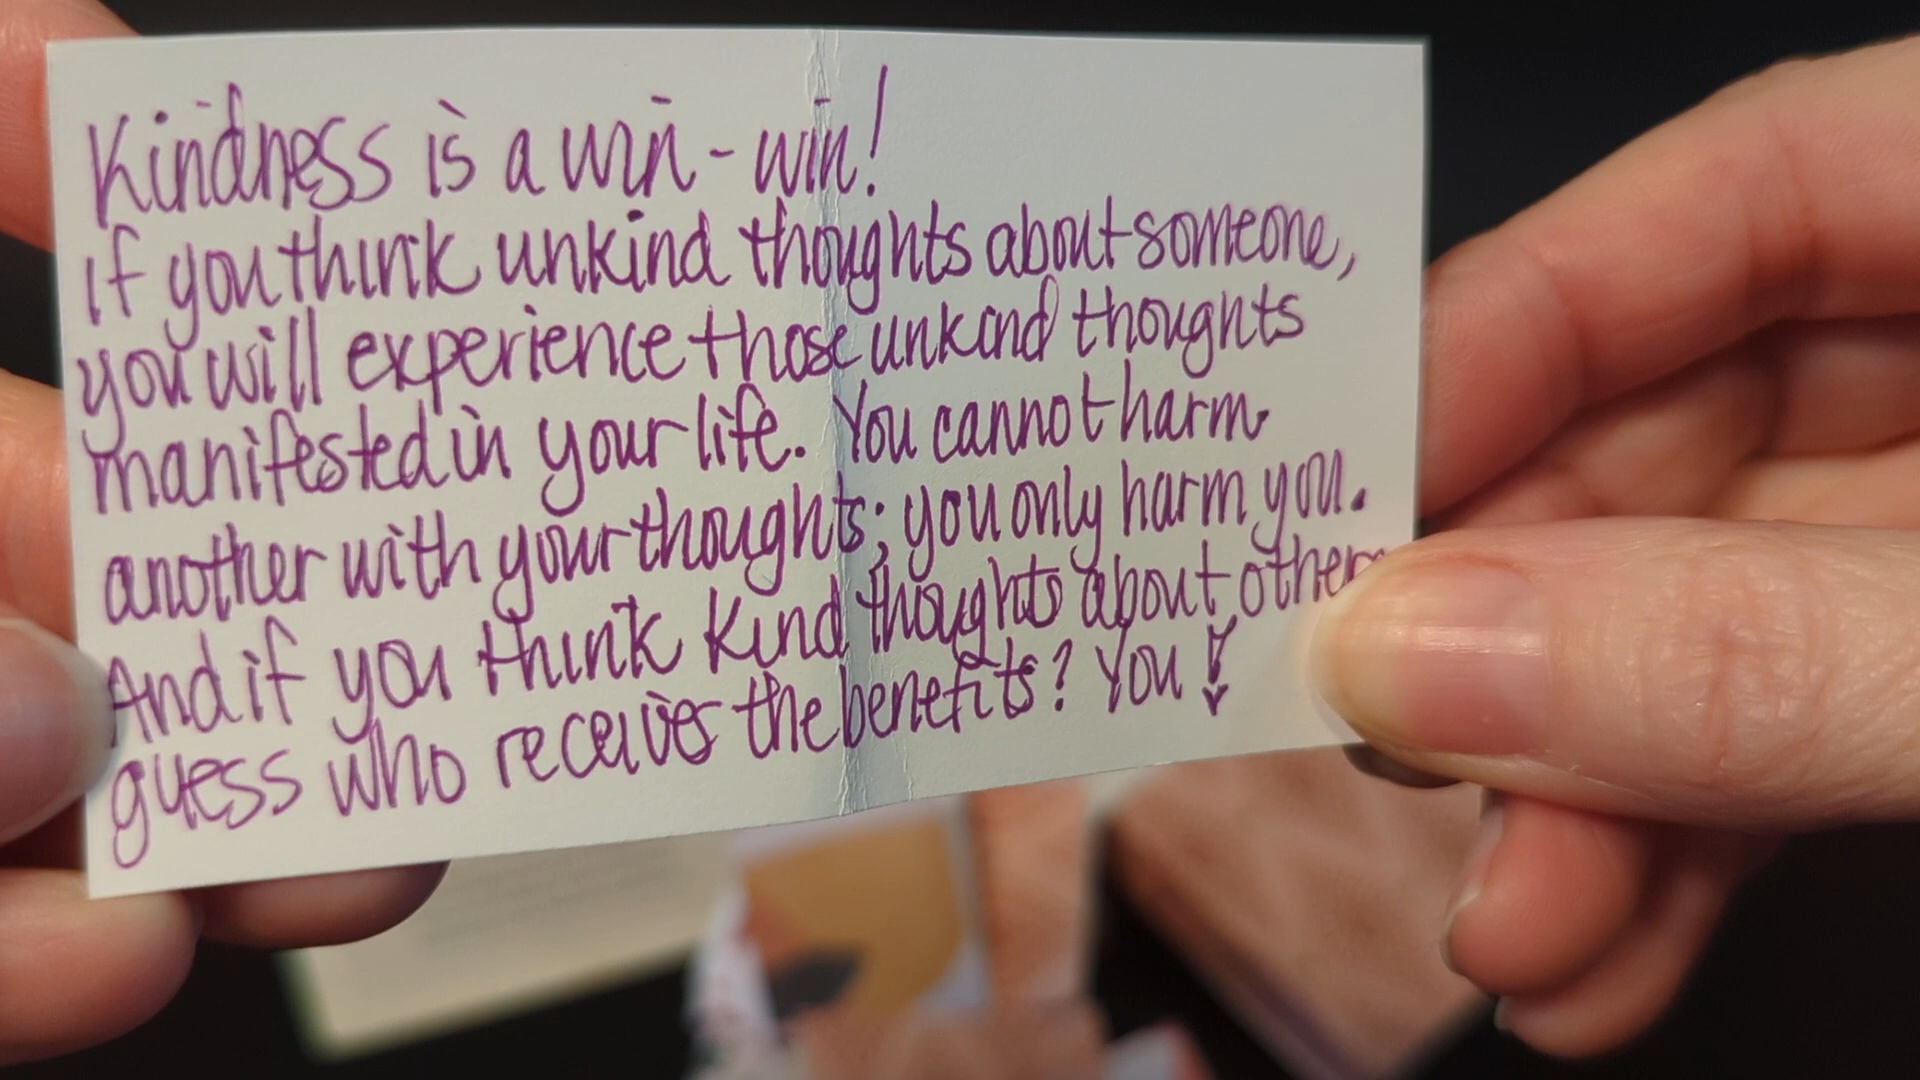 Kindness is a win-win!
If you think unkind thoughts about someone,
you will experience those unkind thoughts
manifested in your life. You cannot harm
another with your thoughts; you only harm you.
And if you think kind thoughts about other
guess who receives the benefits? You!